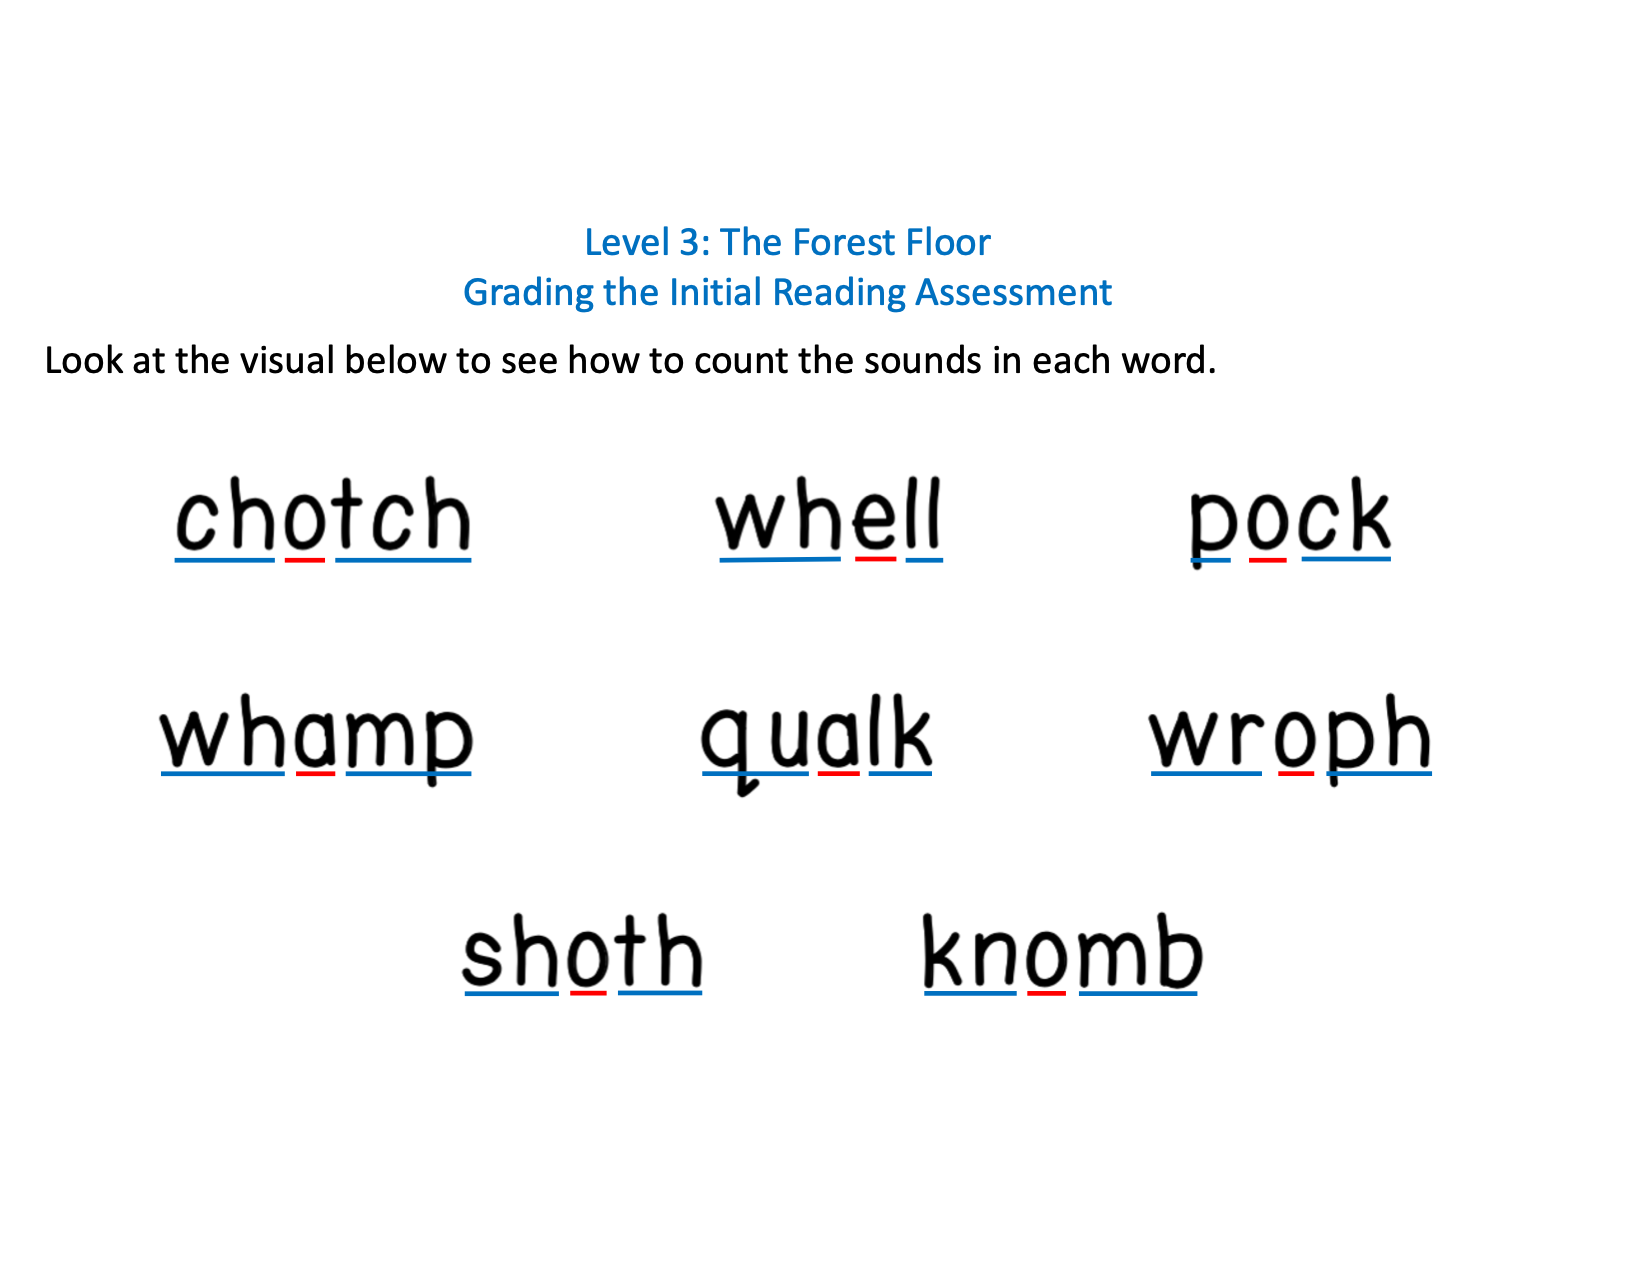 Level 3: The Forest Floor
Grading the Initial Reading Assessment
Look at the visual below to see how to count the sounds in each word.
chotch whell pock
whamp qualk wroph
shoth knomb